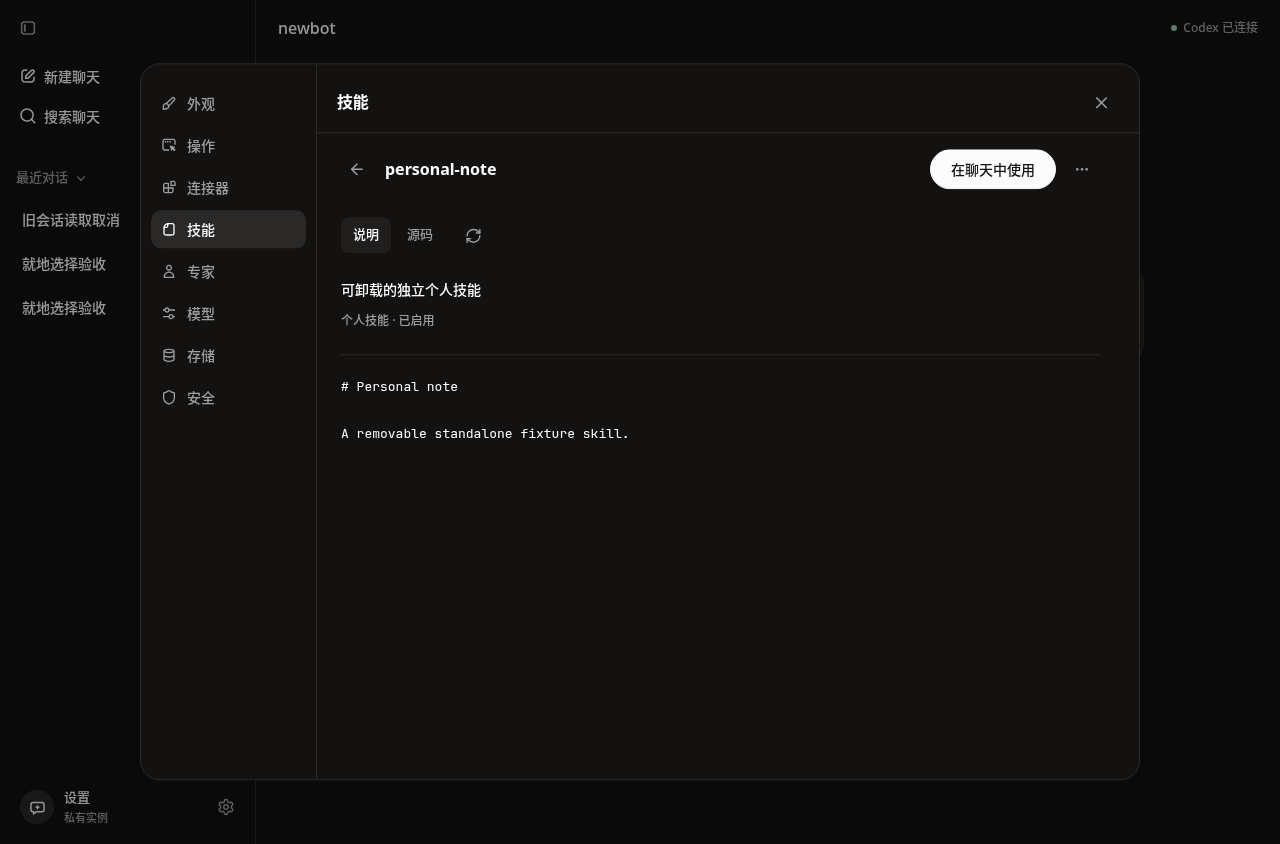 newbot
Codex 已连接
新建聊天
搜索聊天
最近对话
旧会话读取取消
就地选择验收
就地选择验收
设置
私有实例
外观
操作
连接器
技能
专家
模型
存储
安全
技能
personal-note
在聊天中使用
说明
源码
可卸载的独立个人技能
个人技能 · 已启用
# Personal note
A removable standalone fixture skill.